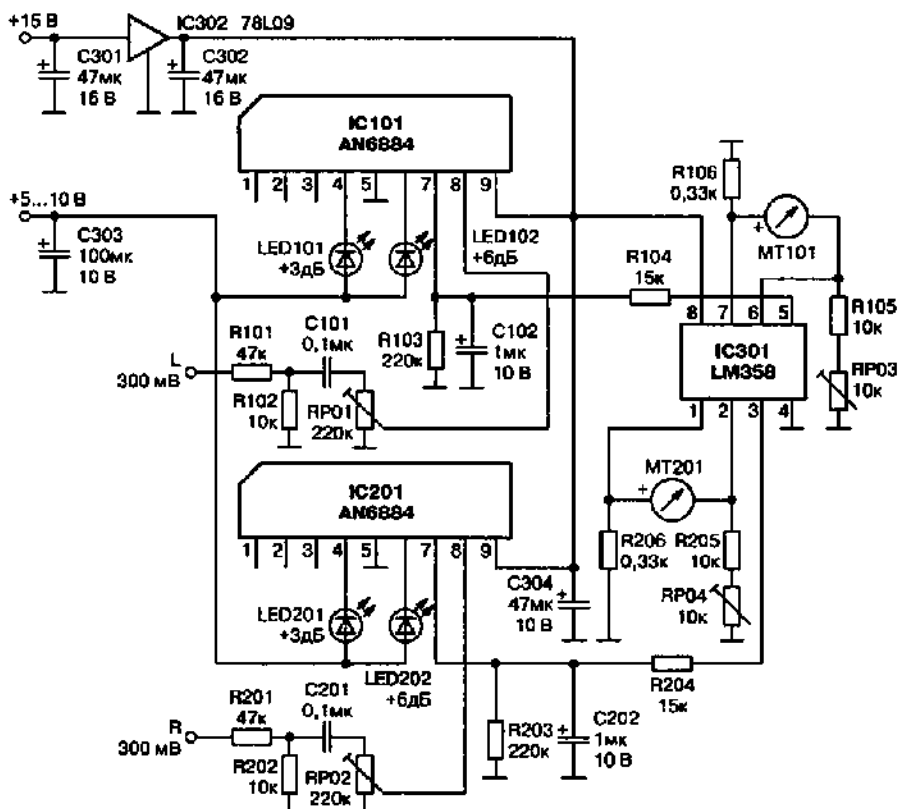 +15 В
IC302 78L09
C301
47мк
16 В
C302
47мк
16 В
IC101
AN6884
1 2 3 4 5 6 7 8 9
+5...10 В
C303
100мк
10 В
LED101
+3дБ
LED102
+6дБ
R106
0,33к
+
MT101
R104
15к
8 7 6 5
IC301
LM358
1 2 3 4
R105
10к
RP03
10к
L
300 мВ
R101
47к
C101
0,1мк
R102
10к
RP01
220к
R103
220к
C102
1мк
10 В
IC201
AN6884
1 2 3 4 5 6 7 8 9
MT201
+
R206
0,33к
R205
10к
RP04
10к
C304
47мк
10 В
LED201
+3дБ
LED202
+6дБ
R204
15к
R
300 мВ
R201
47к
C201
0,1мк
R202
10к
RP02
220к
R203
220к
C202
1мк
10 В